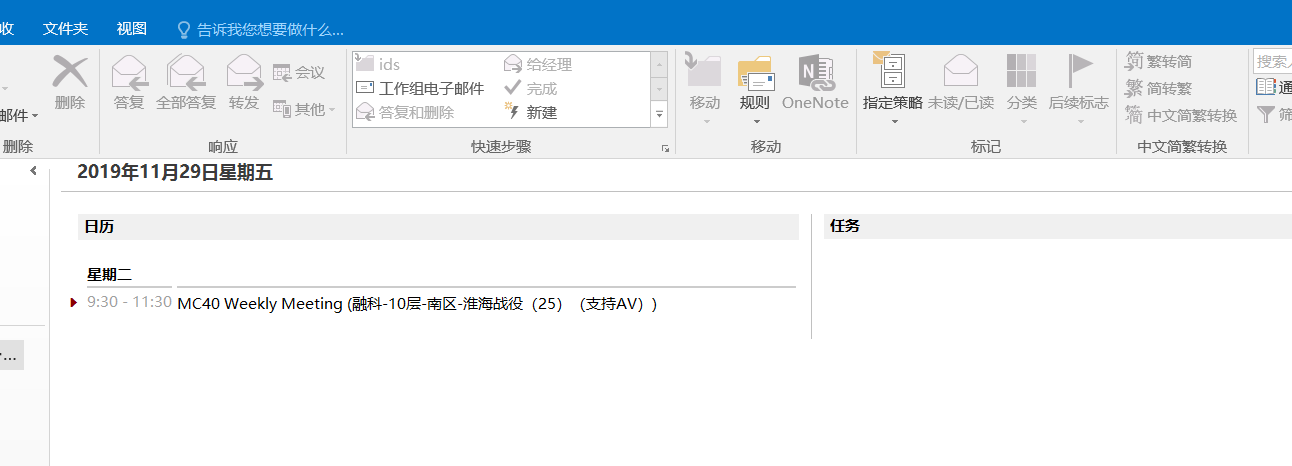 收 文件夹 视图 告诉我您想要做什么...
ids 给经理 搜索
删除 答复 全部答复 转发 会议 工作组电子邮件 完成 移动 规则 OneNote 指定策略 未读/已读 分类 后续标志 繁转简
简转繁
邮件 其他 答复和删除 新建 中文简繁转换
删除 响应 快速步骤 移动 标记 中文简繁转换
2019年11月29日星期五
日历 任务
星期二
9:30 - 11:30 MC40 Weekly Meeting (融科-10层-南区-淮海战役（25）（支持AV）)
...